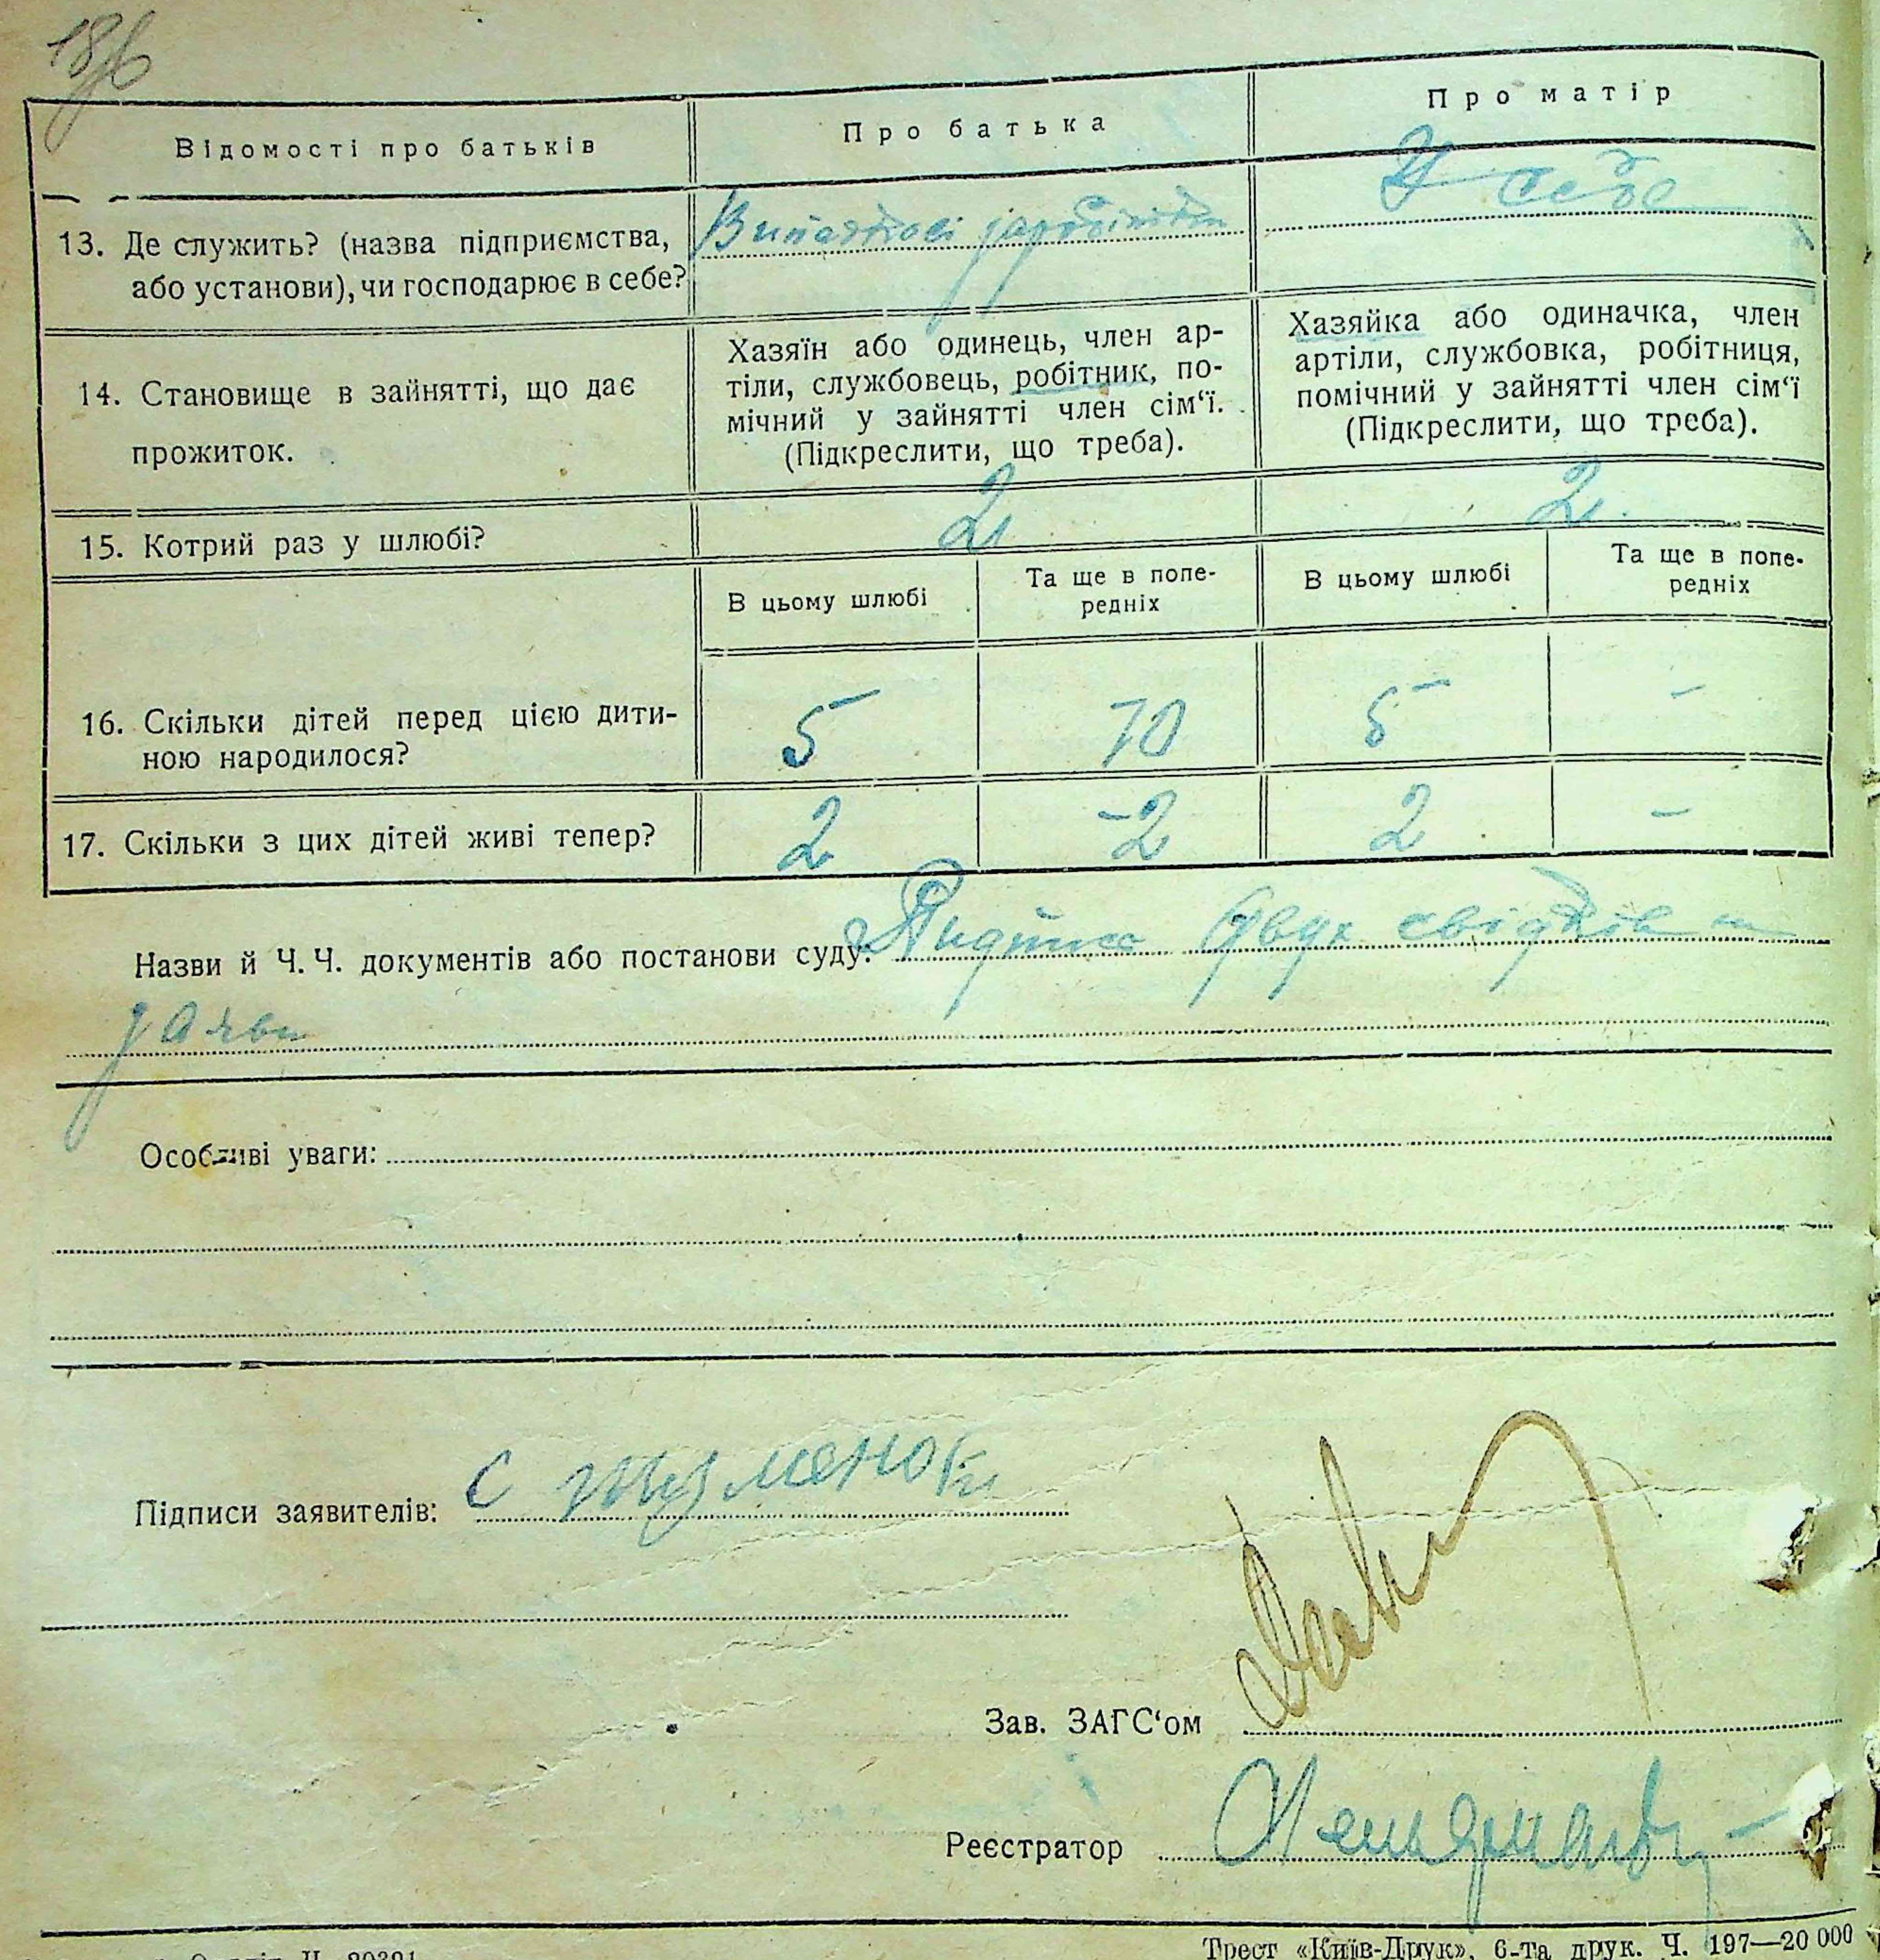 Відомості про батьків
Про батька
Про матір
13. Де служить? (назва підприємства,
або установи), чи господарює в себе?
Випадкові заробітки
У себе
14. Становище в зайнятті, що дає
прожиток.
Хазяїн або одинець, член ар-
тіли, службовець, робітник, по-
мічний у зайнятті член сім‘ї.
(Підкреслити, що треба).
Хазяйка або одиначка, член
артіли, службовка, робітниця,
помічний у зайнятті член сім‘ї
(Підкреслити, що треба).
15. Котрий раз у шлюбі?
2
2.
В цьому шлюбі
Та ще в попе-
редніх
В цьому шлюбі
Та ще в попе-
редніх
16. Скільки дітей перед цією дити-
ною народилося?
5
10
5
-
17. Скільки з цих дітей живі тепер?
2
-2
2
-
Назви й Ч. Ч. документів або постанови суду: двух свідків
заяви
Особливі уваги:
Підписи заявителів: С
Зав. ЗАГС‘ом
Реєстратор
Трест «Київ-Друк», 6-та друк. Ч. 197—20 000